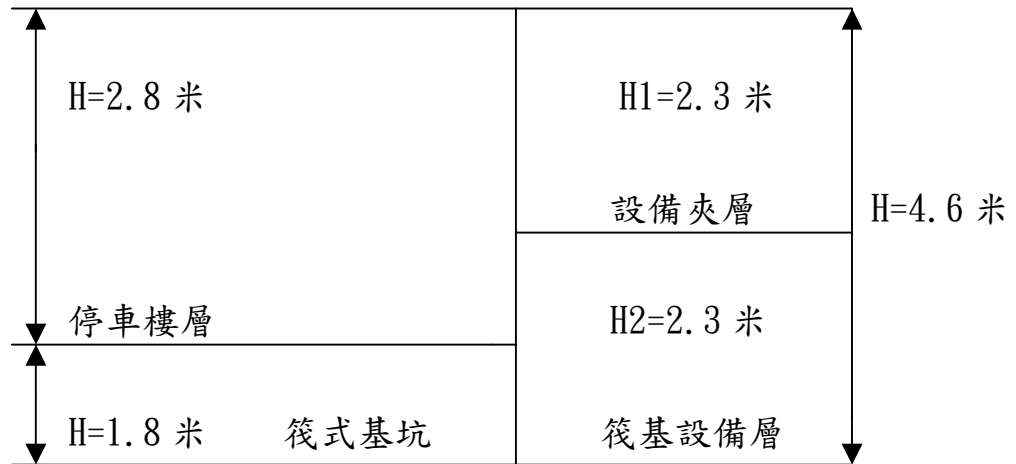 H=2.8 米
H1=2.3 米
設備夾層
H=4.6 米
停車樓層
H2=2.3 米
H=1.8 米
筏式基坑
筏基設備層